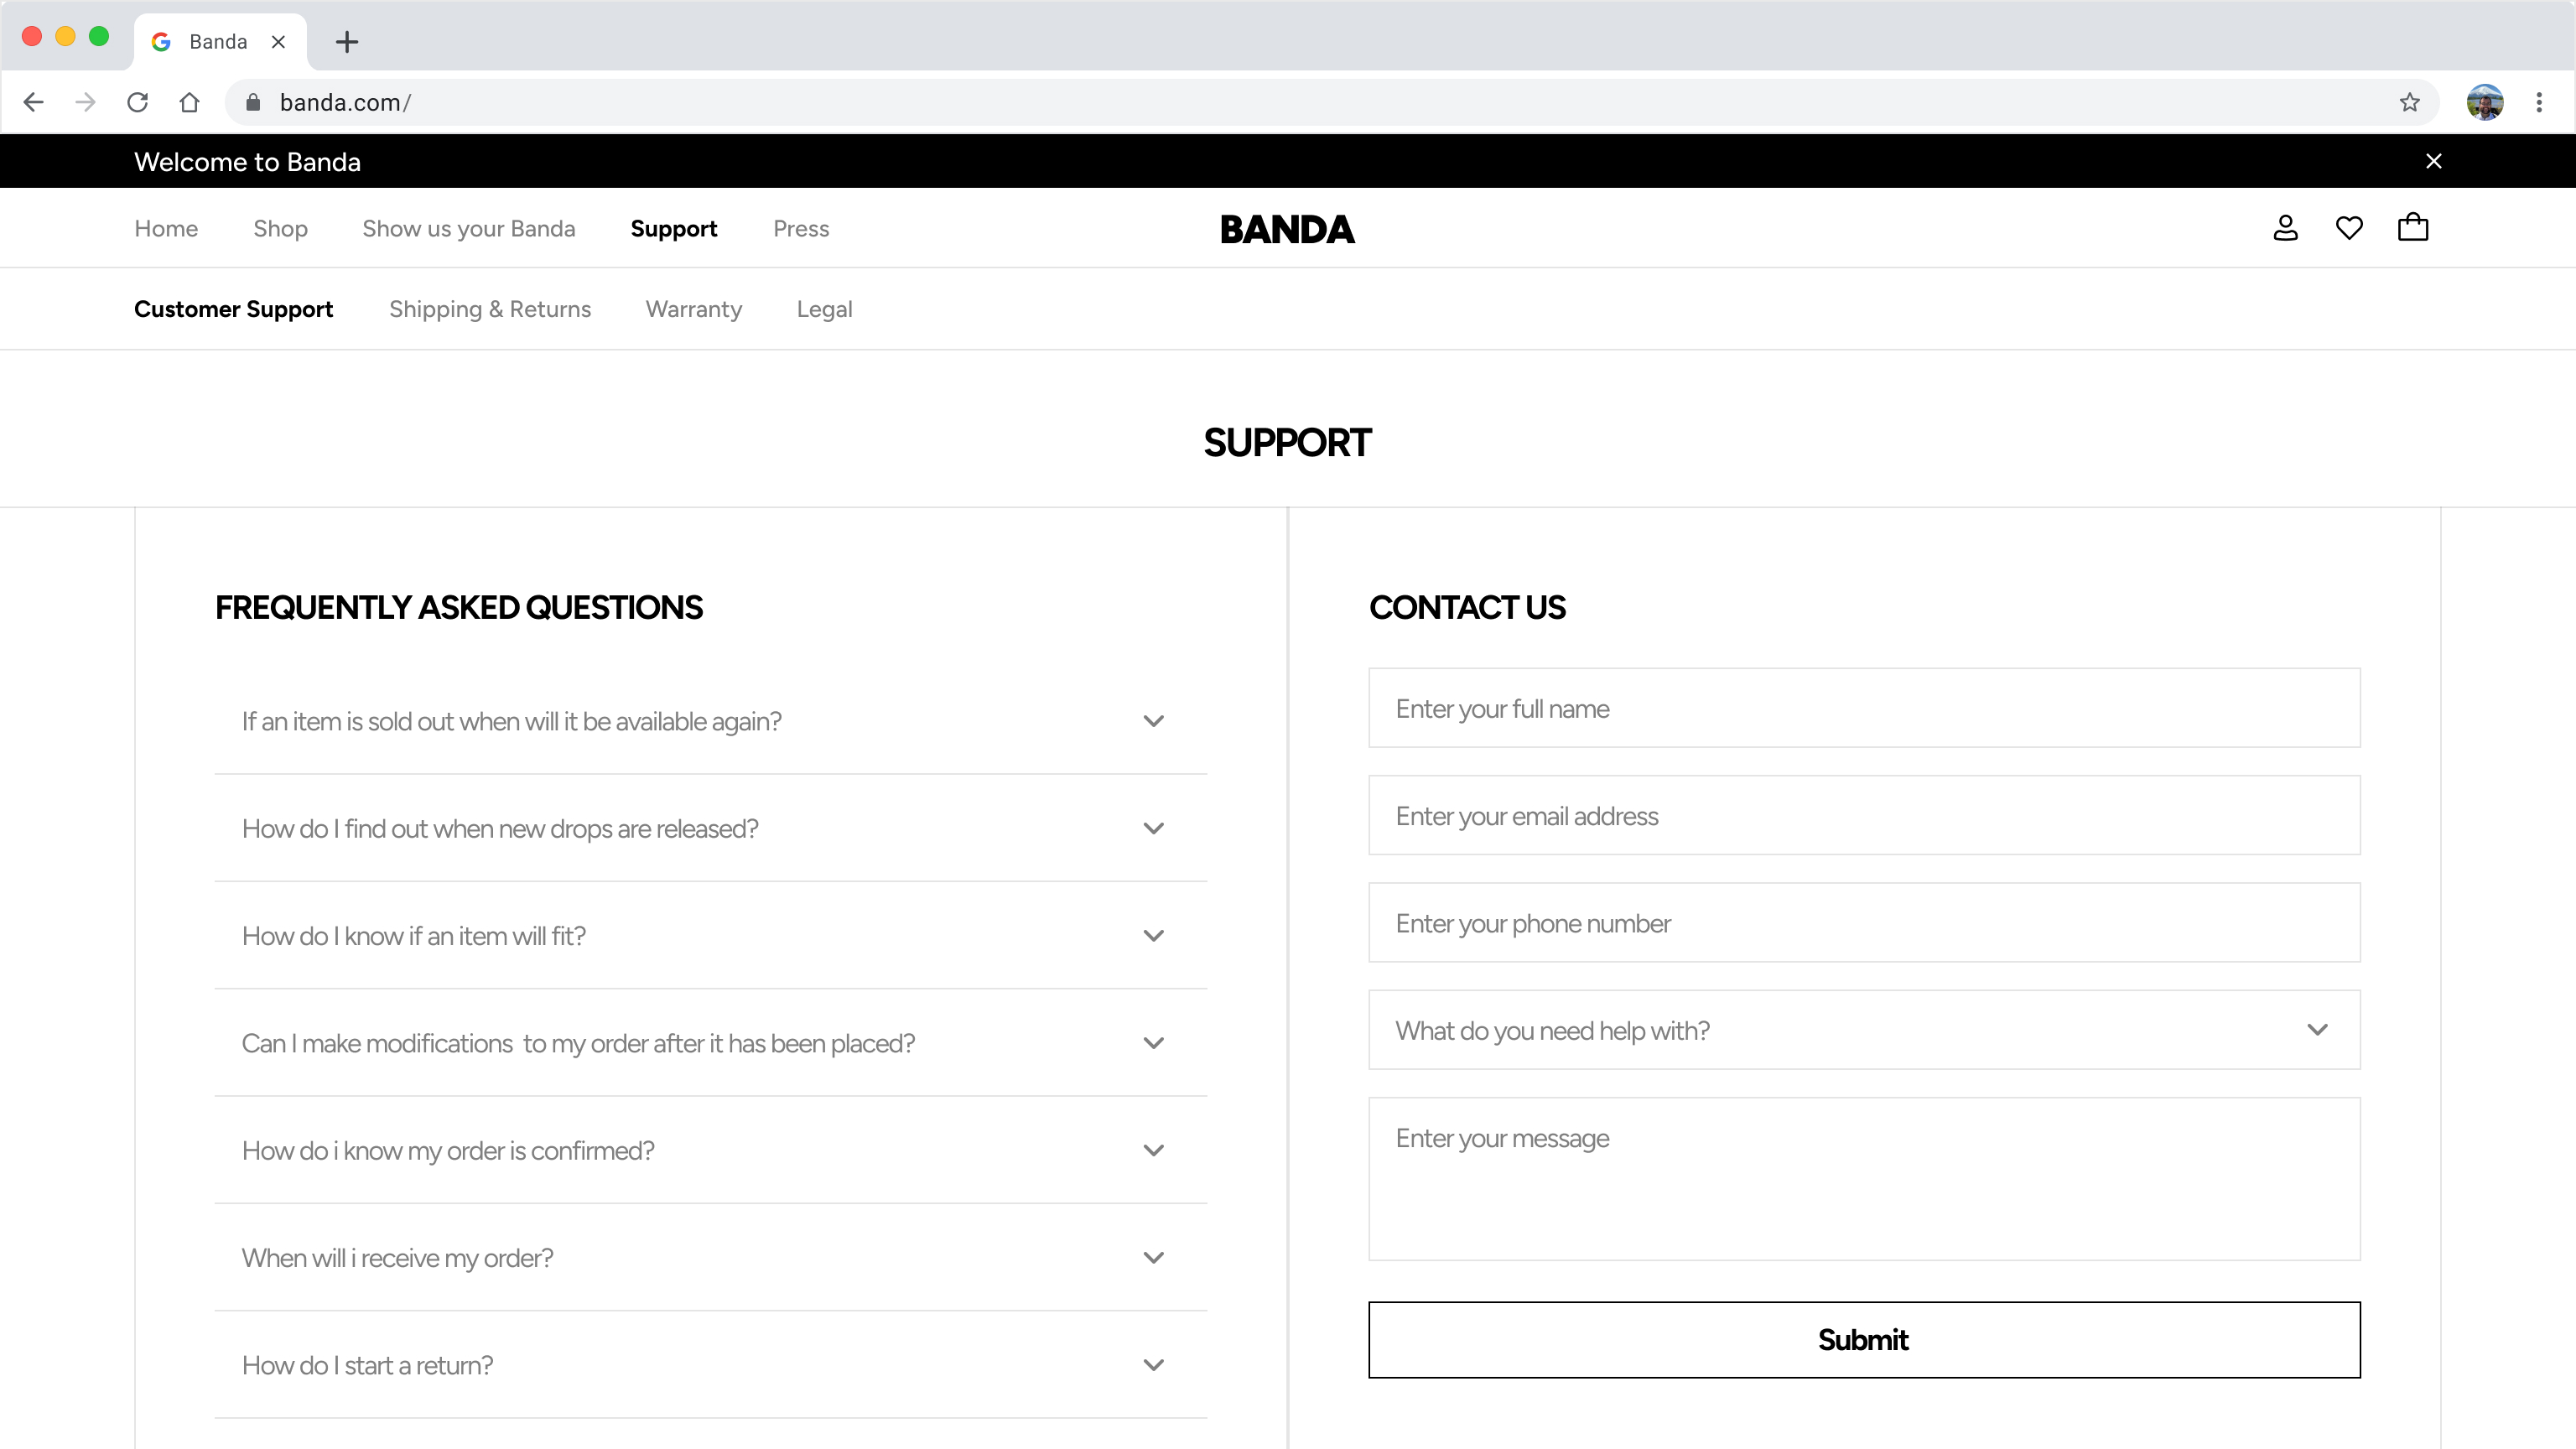 Banda
banda.com/
Welcome to Banda
Home Shop Show us your Banda Support Press BANDA
Customer Support Shipping & Returns Warranty Legal
SUPPORT
FREQUENTLY ASKED QUESTIONS
If an item is sold out when will it be available again?
How do I find out when new drops are released?
How do I know if an item will fit?
Can I make modifications  to my order after it has been placed?
How do i know my order is confirmed?
When will i receive my order?
How do I start a return?
CONTACT US
Enter your full name
Enter your email address
Enter your phone number
What do you need help with?
Enter your message
Submit